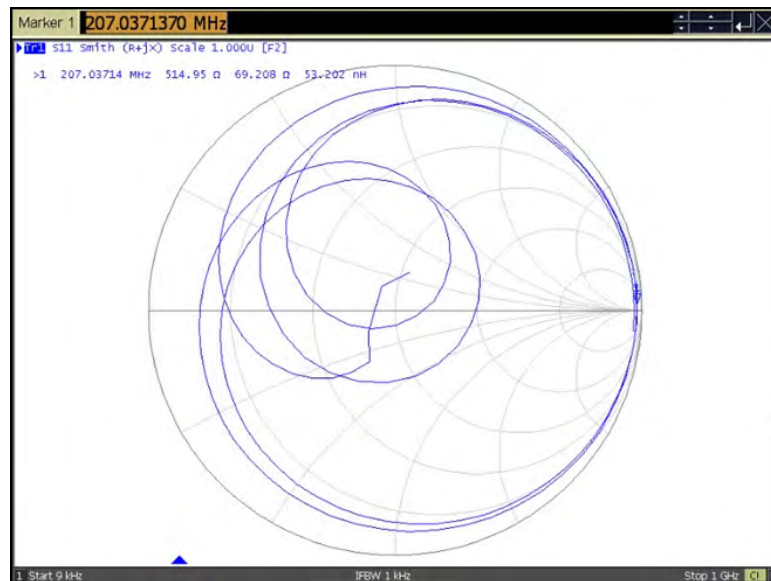 Marker 1 207.0371370 MHz
Tr1 S11 Smith (R+jX) Scale 1.000U [F2]
>1 207.03714 MHz 514.95 Ω 69.208 Ω 53.202 nH
1 Start 9 kHz IFBW 1 kHz Stop 1 GHz